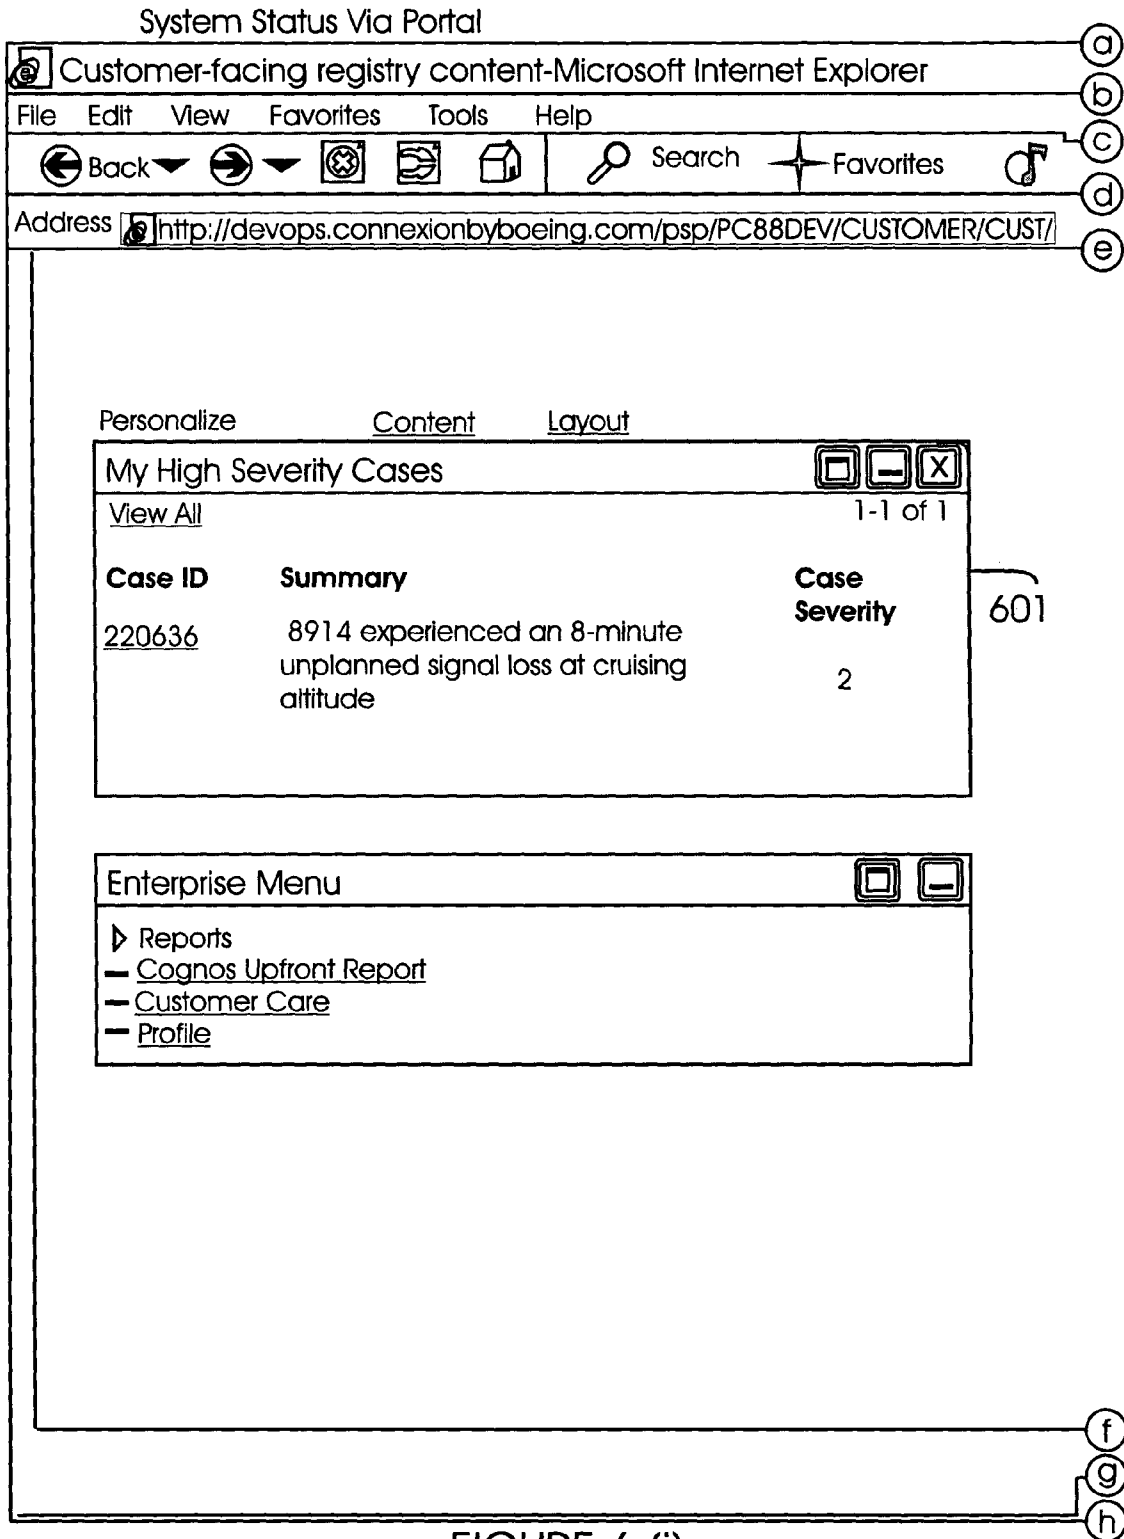 System Status Via Portal
a
Customer-facing registry content-Microsoft Internet Explorer
b
File Edit View Favorites Tools Help
c
Back Search Favorites
d
Address http://devops.connexionbyboeing.com/psp/PC88DEV/CUSTOMER/CUST/
e
Personalize Content Layout
My High Severity Cases X
View All 1-1 of 1
Case ID Summary Case
Severity
601
220636 8914 experienced an 8-minute
unplanned signal loss at cruising
altitude
2
Enterprise Menu
Reports
Cognos Upfront Report
Customer Care
Profile
f
g
h
FIGURE 6 (i)